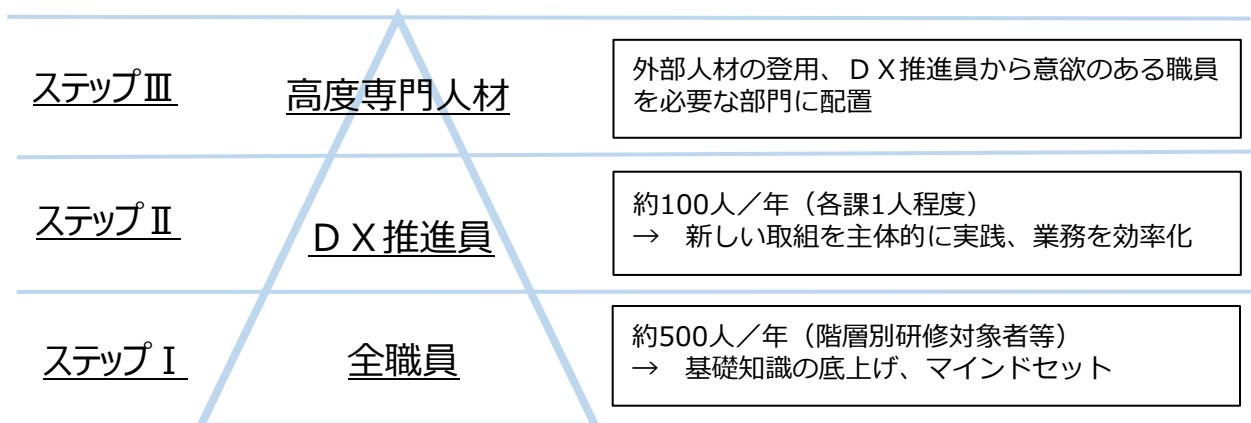 ステップⅢ
高度専門人材
外部人材の登用、ＤＸ推進員から意欲のある職員
を必要な部門に配置
ステップⅡ
ＤＸ推進員
約100人／年（各課1人程度）
→　新しい取組を主体的に実践、業務を効率化
ステップⅠ
全職員
約500人／年（階層別研修対象者等）
→　基礎知識の底上げ、マインドセット